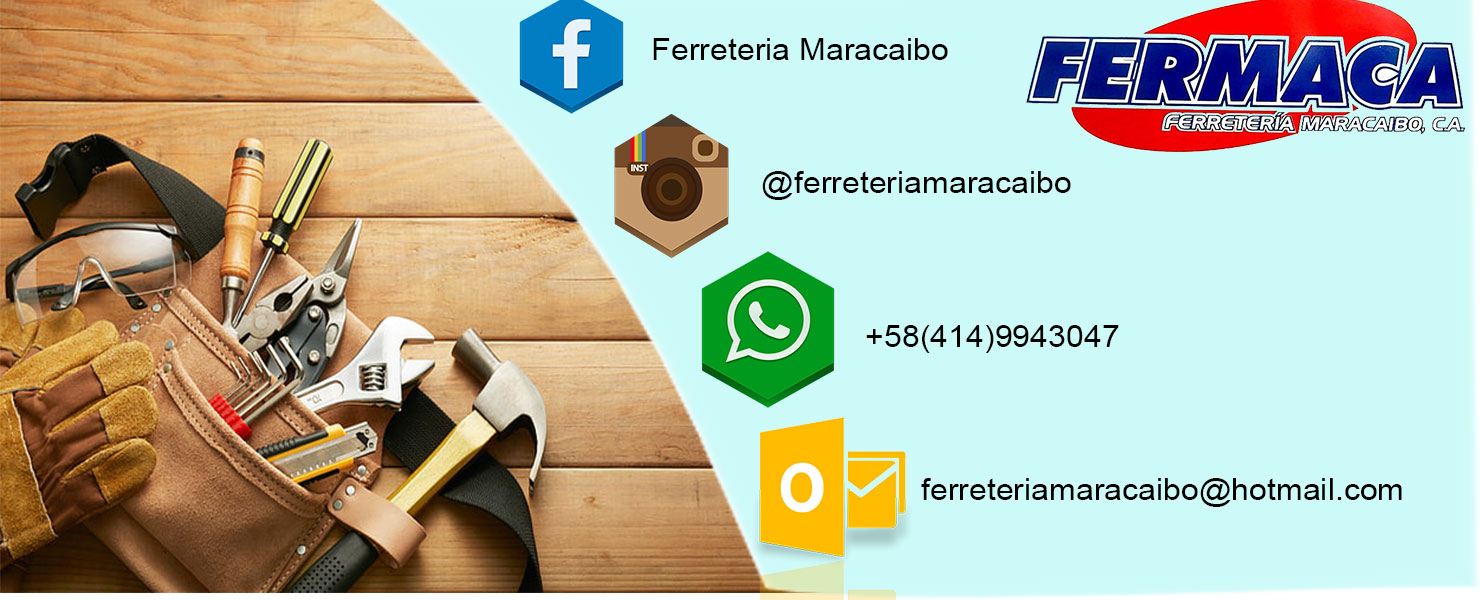 Ferreteria Maracaibo
FERMACA
FERRETERÍA MARACAIBO, C.A.
INST
@ferreteriamaracaibo
+58(414)9943047
O
ferreteriamaracaibo@hotmail.com